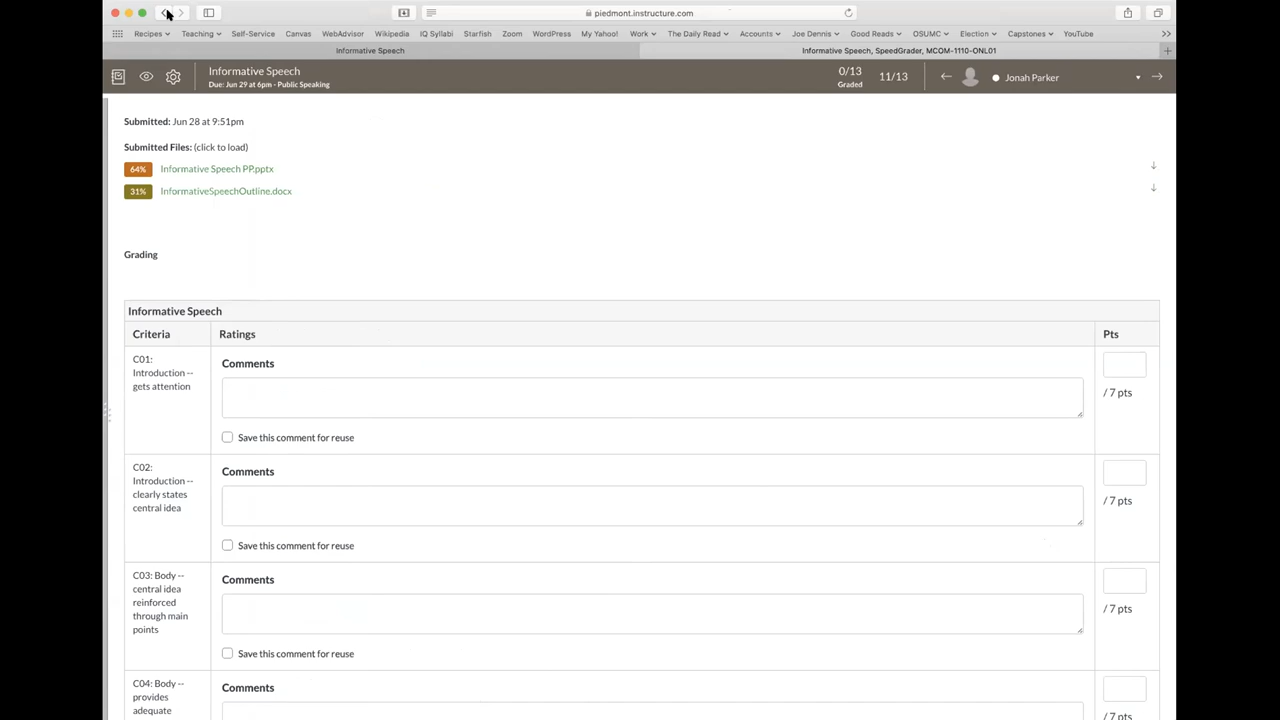 piedmont.instructure.com
Recipes Teaching Self-Service Canvas WebAdvisor Wikipedia IQ Syllabi Starfish Zoom WordPress My Yahoo! Work The Daily Read Accounts Joe Dennis Good Reads OSUMC Election Capstones YouTube
Informative Speech
Informative Speech, SpeedGrader, MCOM-1110-ONL01
Informative Speech
Due: Jun 29 at 6pm - Public Speaking
0/13
Graded
11/13
Jonah Parker
Submitted: Jun 28 at 9:51pm
Submitted Files: (click to load)
64% Informative Speech PP.pptx
31% InformativeSpeechOutline.docx
Grading
Informative Speech
Criteria Ratings Pts
C01:
Introduction --
gets attention
Comments
Save this comment for reuse
/ 7 pts
C02:
Introduction --
clearly states
central idea
Comments
Save this comment for reuse
/ 7 pts
C03: Body --
central idea
reinforced
through main
points
Comments
Save this comment for reuse
/ 7 pts
C04: Body --
provides
adequate
Comments
/ 7 pts